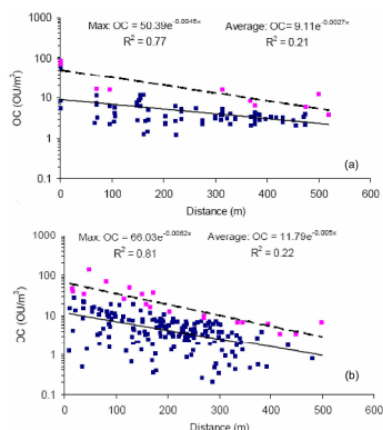 Max: OC = 50.39e^-0.0046x Average: OC = 9.11e^-0.0027x
R² = 0.77 R² = 0.21
1000
100
10
1
0.1
OC (OU/m³)
(a)
0 100 200 300 400 500 600
Distance (m)
Max: OC = 66.03e^-0.0062x Average: OC = 11.79e^-0.005x
R² = 0.81 R² = 0.22
1000
100
10
1
0.1
OC (OU/m³)
(b)
0 100 200 300 400 500 600
Distance (m)